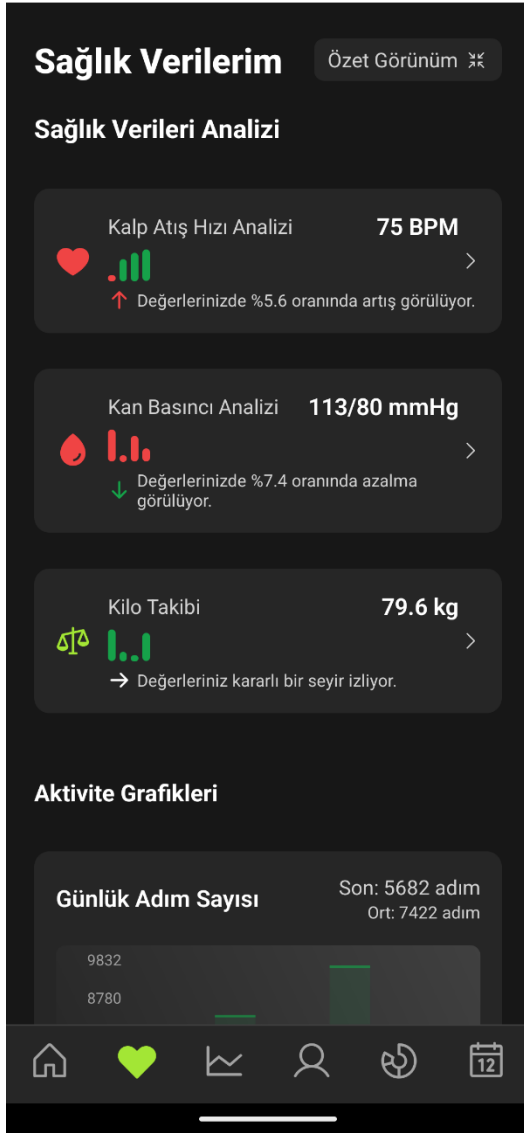 Sağlık Verilerim
Özet Görünüm
Sağlık Verileri Analizi
Kalp Atış Hızı Analizi
75 BPM
Değerlerinizde %5.6 oranında artış görülüyor.
Kan Basıncı Analizi
113/80 mmHg
Değerlerinizde %7.4 oranında azalma
görülüyor.
Kilo Takibi
79.6 kg
Değerleriniz kararlı bir seyir izliyor.
Aktivite Grafikleri
Günlük Adım Sayısı
Son: 5682 adım
Ort: 7422 adım
9832
8780
12